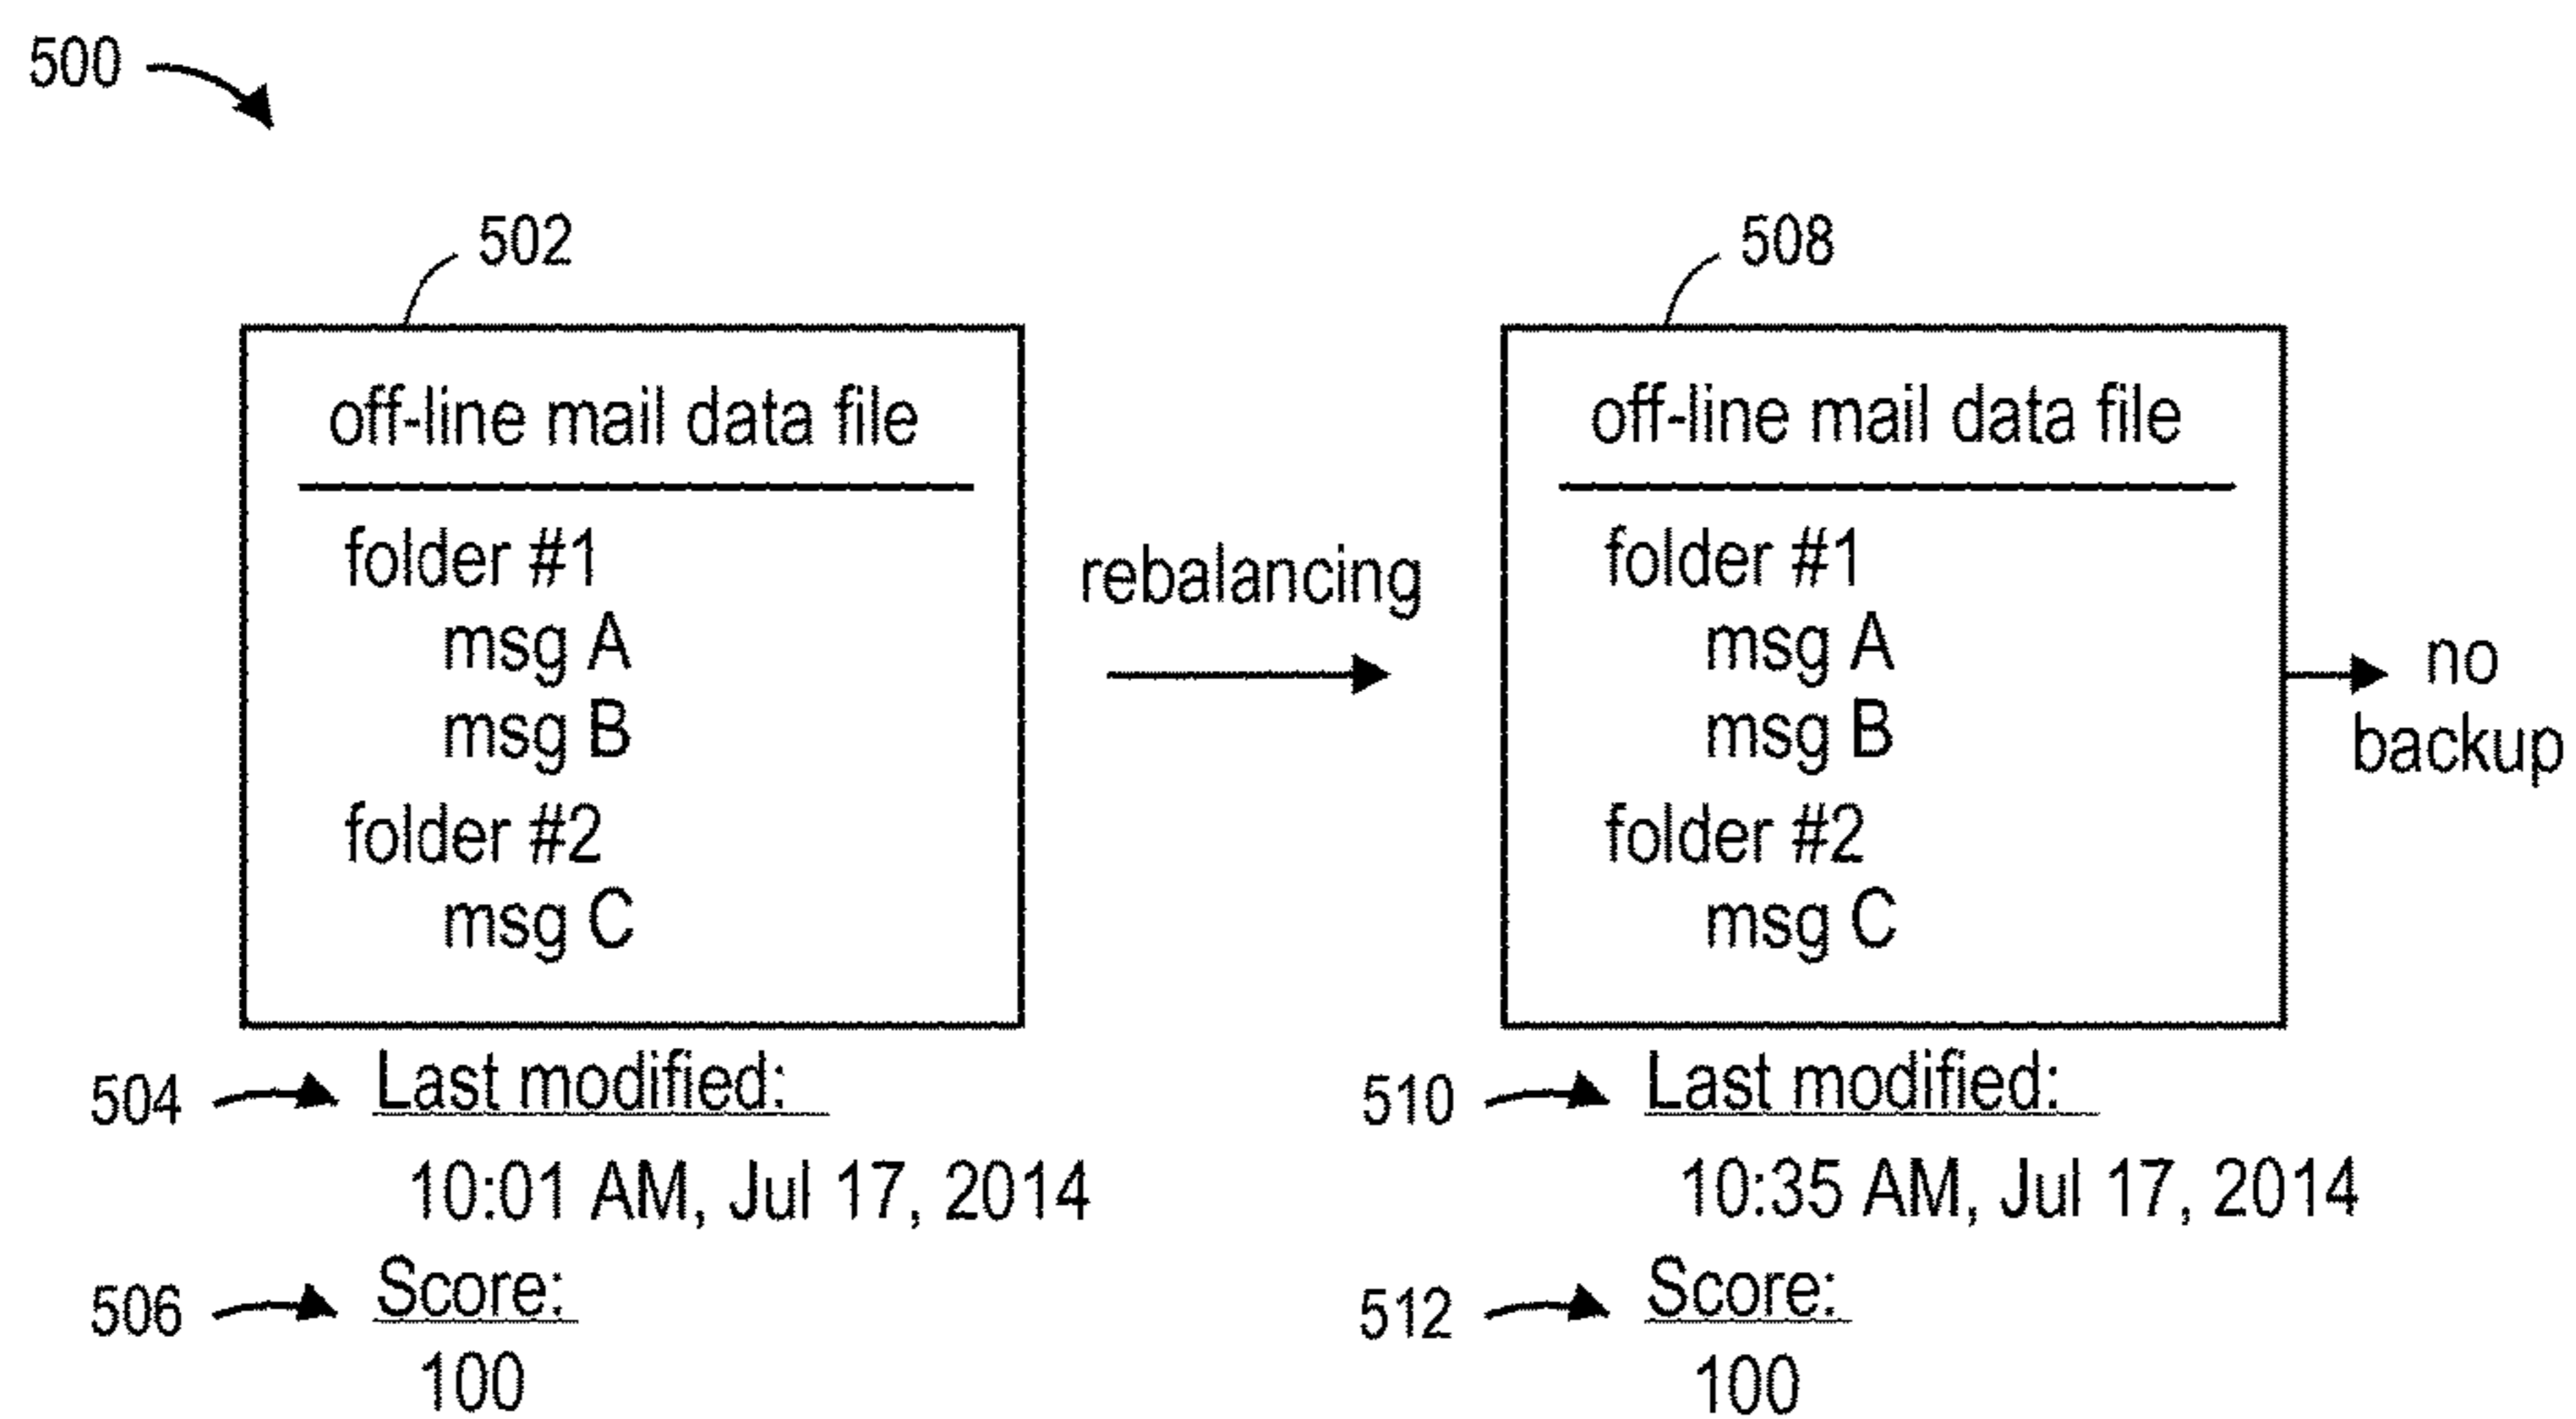 500
502
off-line mail data file
folder #1
msg A
msg B
folder #2
msg C
504
Last modified:
10:01 AM, Jul 17, 2014
506
Score:
100
rebalancing
508
off-line mail data file
folder #1
msg A
msg B
folder #2
msg C
no
backup
510
Last modified:
10:35 AM, Jul 17, 2014
512
Score:
100